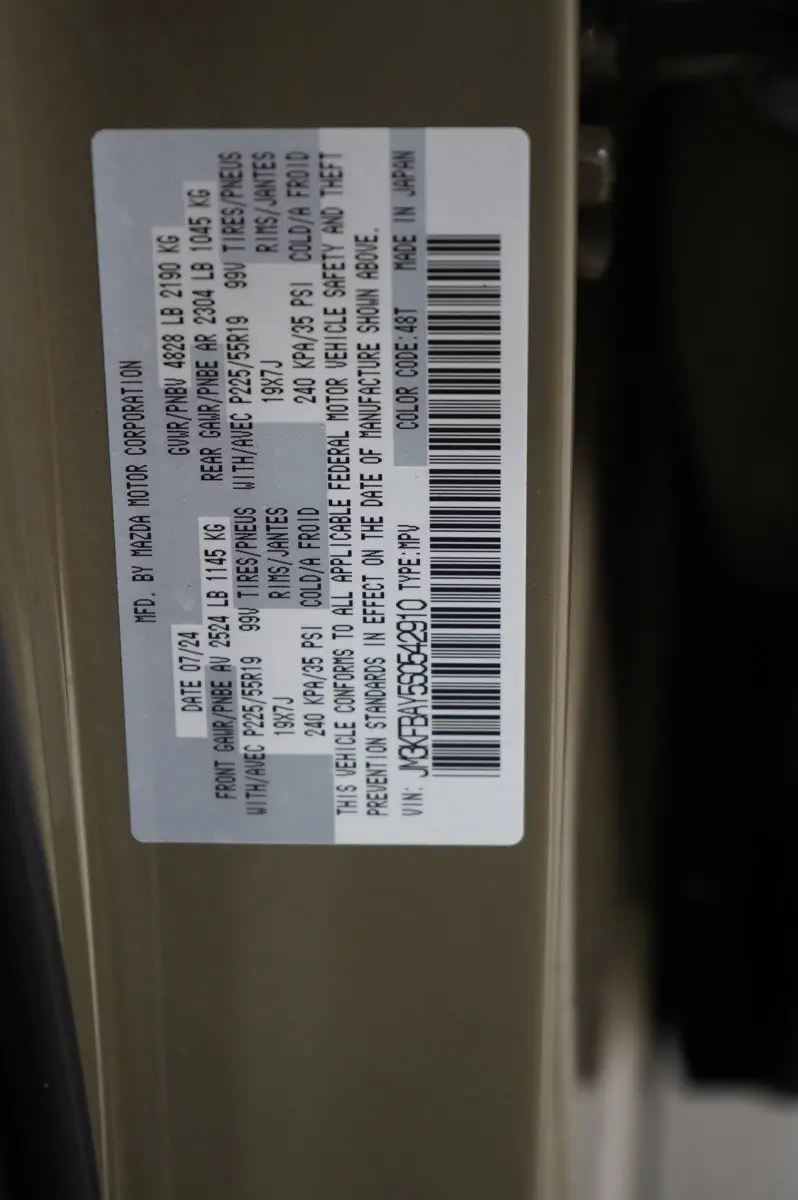 MFD. BY MAZDA MOTOR CORPORATION
DATE 07/24 GVWR/PNBV 4828 LB 2190 KG
FRONT GAWR/PNBE AV 2524 LB 1145 KG REAR GAWR/PNBE AR 2304 LB 1045 KG
WITH/AVEC P225/55R19 99V TIRES/PNEUS WITH/AVEC P225/55R19 99V TIRES/PNEUS
19X7J RIMS/JANTES 19X7J RIMS/JANTES
240 KPA/35 PSI COLD/A FROID 240 KPA/35 PSI COLD/A FROID
THIS VEHICLE CONFORMS TO ALL APPLICABLE FEDERAL MOTOR VEHICLE SAFETY AND THEFT
PREVENTION STANDARDS IN EFFECT ON THE DATE OF MANUFACTURE SHOWN ABOVE.
VIN: JM3KFBAY5S0542910 TYPE:MPV COLOR CODE:48T MADE IN JAPAN